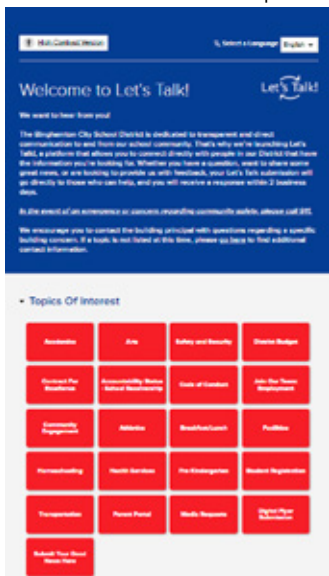 High Contrast Version
Select a Language English
Welcome to Let's Talk!
Let's Talk!
We want to hear from you!
The Binghamton City School District is dedicated to transparent and direct
communication to and from our school community. That's why we're launching Let's
Talk!, a platform that allows you to connect directly with people in our District that have
the information you're looking for. Whether you have a question, want to share some
great news, or are looking to provide us with feedback, your Let's Talk submission will
go directly to those who can help, and you will receive a response within 2 business
days.
In the event of an emergency or concerns regarding community safety, please call 911.
We encourage you to contact the building principal with questions regarding a specific
building concern. If a topic is not listed at this time, please go here to find additional
contact information.
Topics Of Interest
Academics
Arts
Safety and Security
District Budget
Contract For
Excellence
Accountability Status
- School Receivership
Code of Conduct
Join Our Team:
Employment
Community
Engagement
Athletics
Breakfast/Lunch
Facilities
Homeschooling
Health Services
Pre-Kindergarten
Student Registration
Transportation
Parent Portal
Media Requests
Digital Flyer
Submission
Submit Your Good
News Here